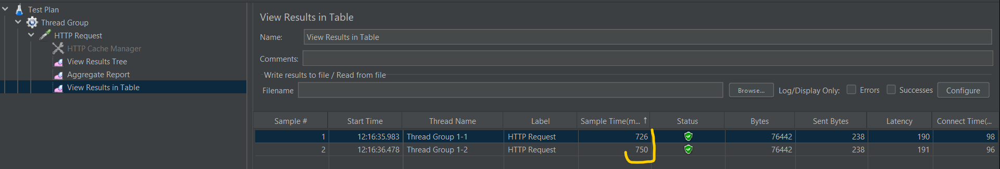 Test Plan
Thread Group
HTTP Request
HTTP Cache Manager
View Results Tree
Aggregate Report
View Results in Table
View Results in Table
Name: View Results in Table
Comments:
Write results to file / Read from file
Filename Browse... Log/Display Only: Errors Successes Configure
Sample # Start Time Thread Name Label Sample Time(m... ↑ Status Bytes Sent Bytes Latency Connect Time(...
1 12:16:35.983 Thread Group 1-1 HTTP Request 726 76442 238 190 98
2 12:16:36.478 Thread Group 1-2 HTTP Request 750 76442 238 191 96